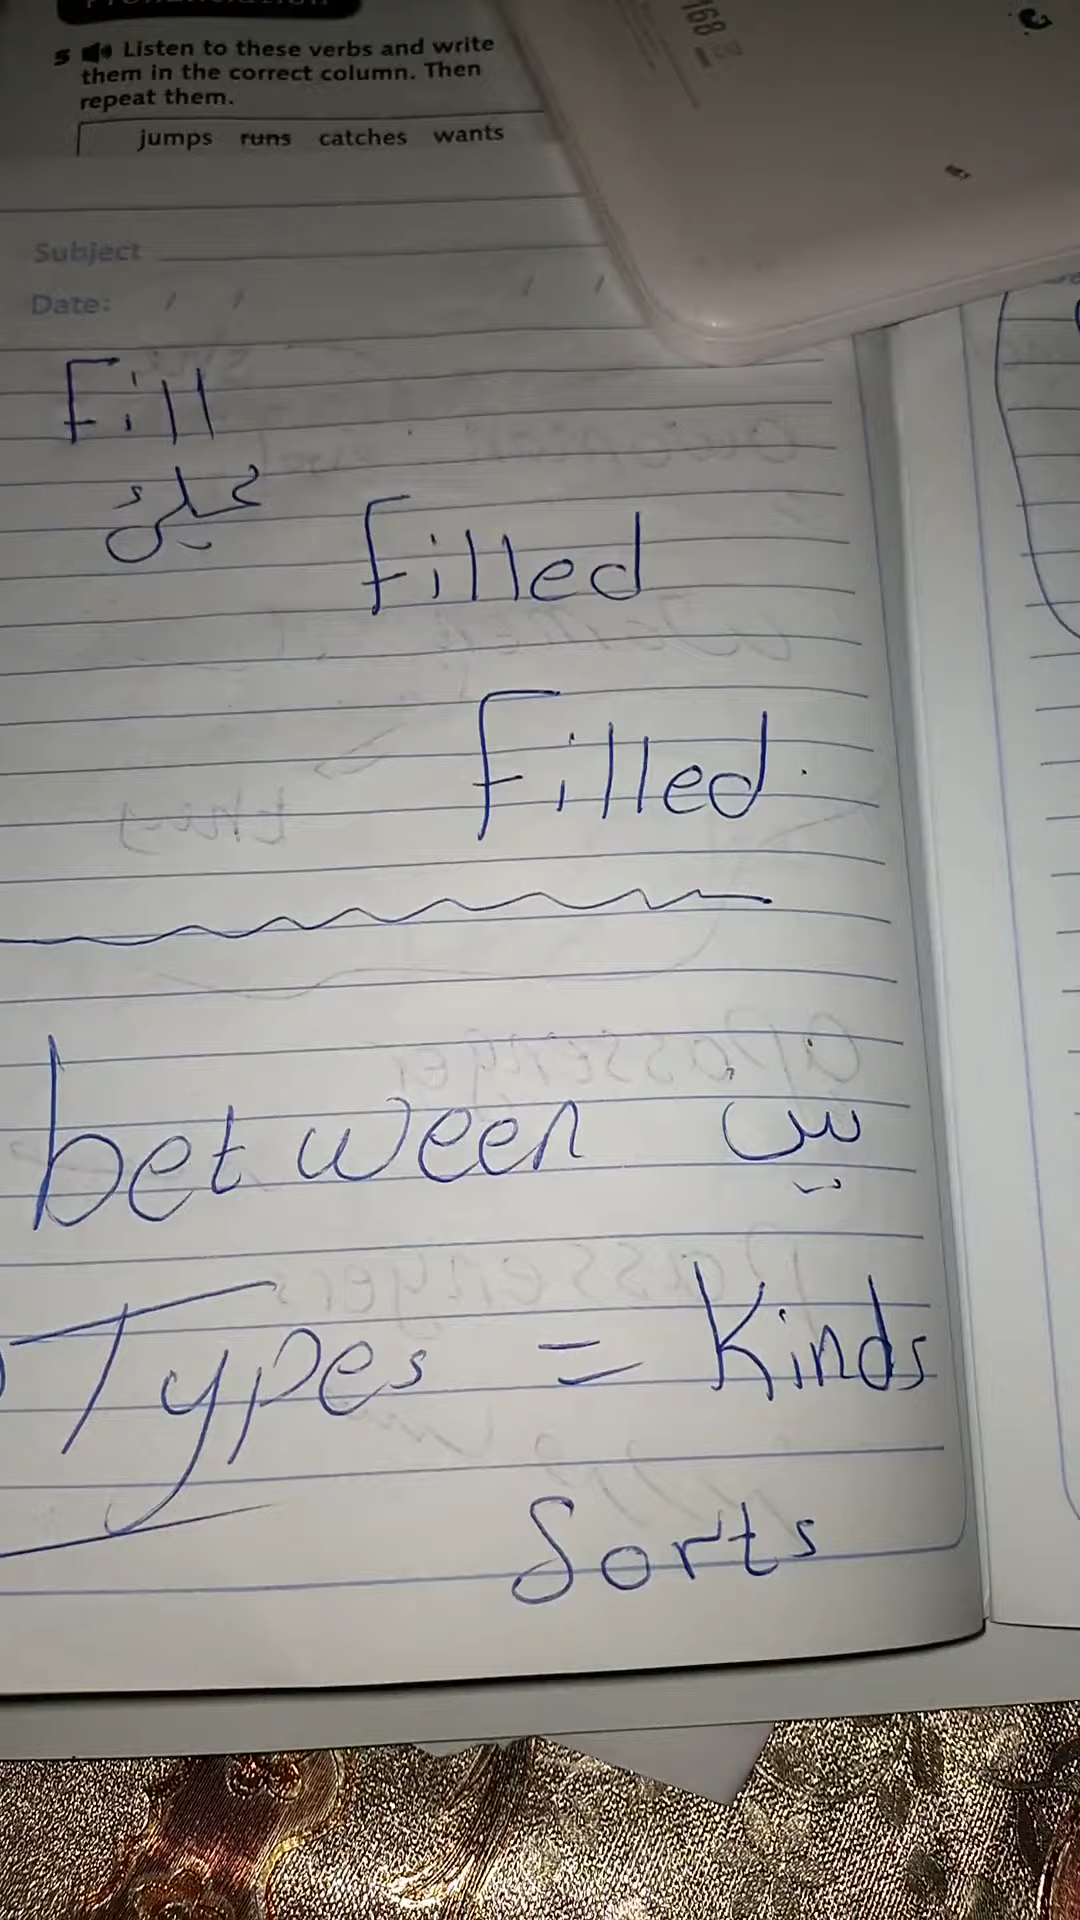 5 Listen to these verbs and write
them in the correct column. Then
repeat them.
jumps runs catches wants
168
Subject
Date: / / / /
Fill
Filled
Filled
between بين
Types = Kinds
Sorts